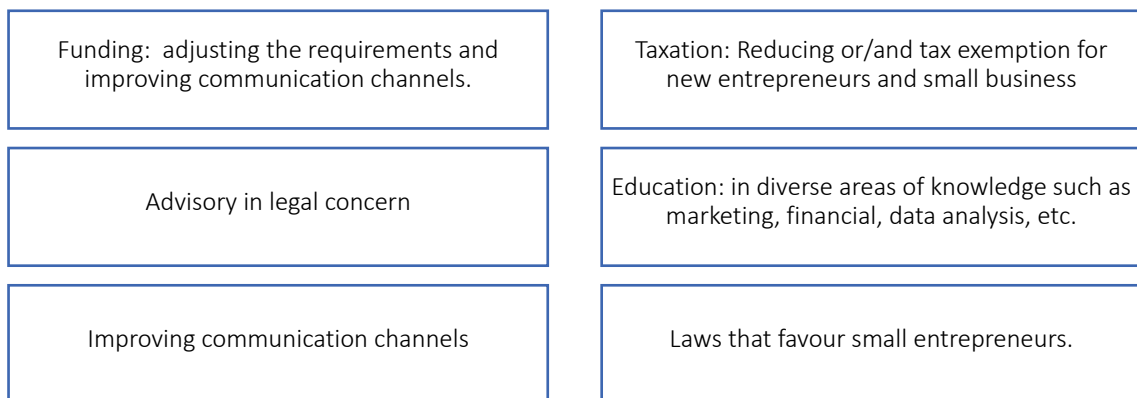 Funding:  adjusting the requirements and
improving communication channels.
Taxation: Reducing or/and tax exemption for
new entrepreneurs and small business
Advisory in legal concern
Education: in diverse areas of knowledge such as
marketing, financial, data analysis, etc.
Improving communication channels
Laws that favour small entrepreneurs.